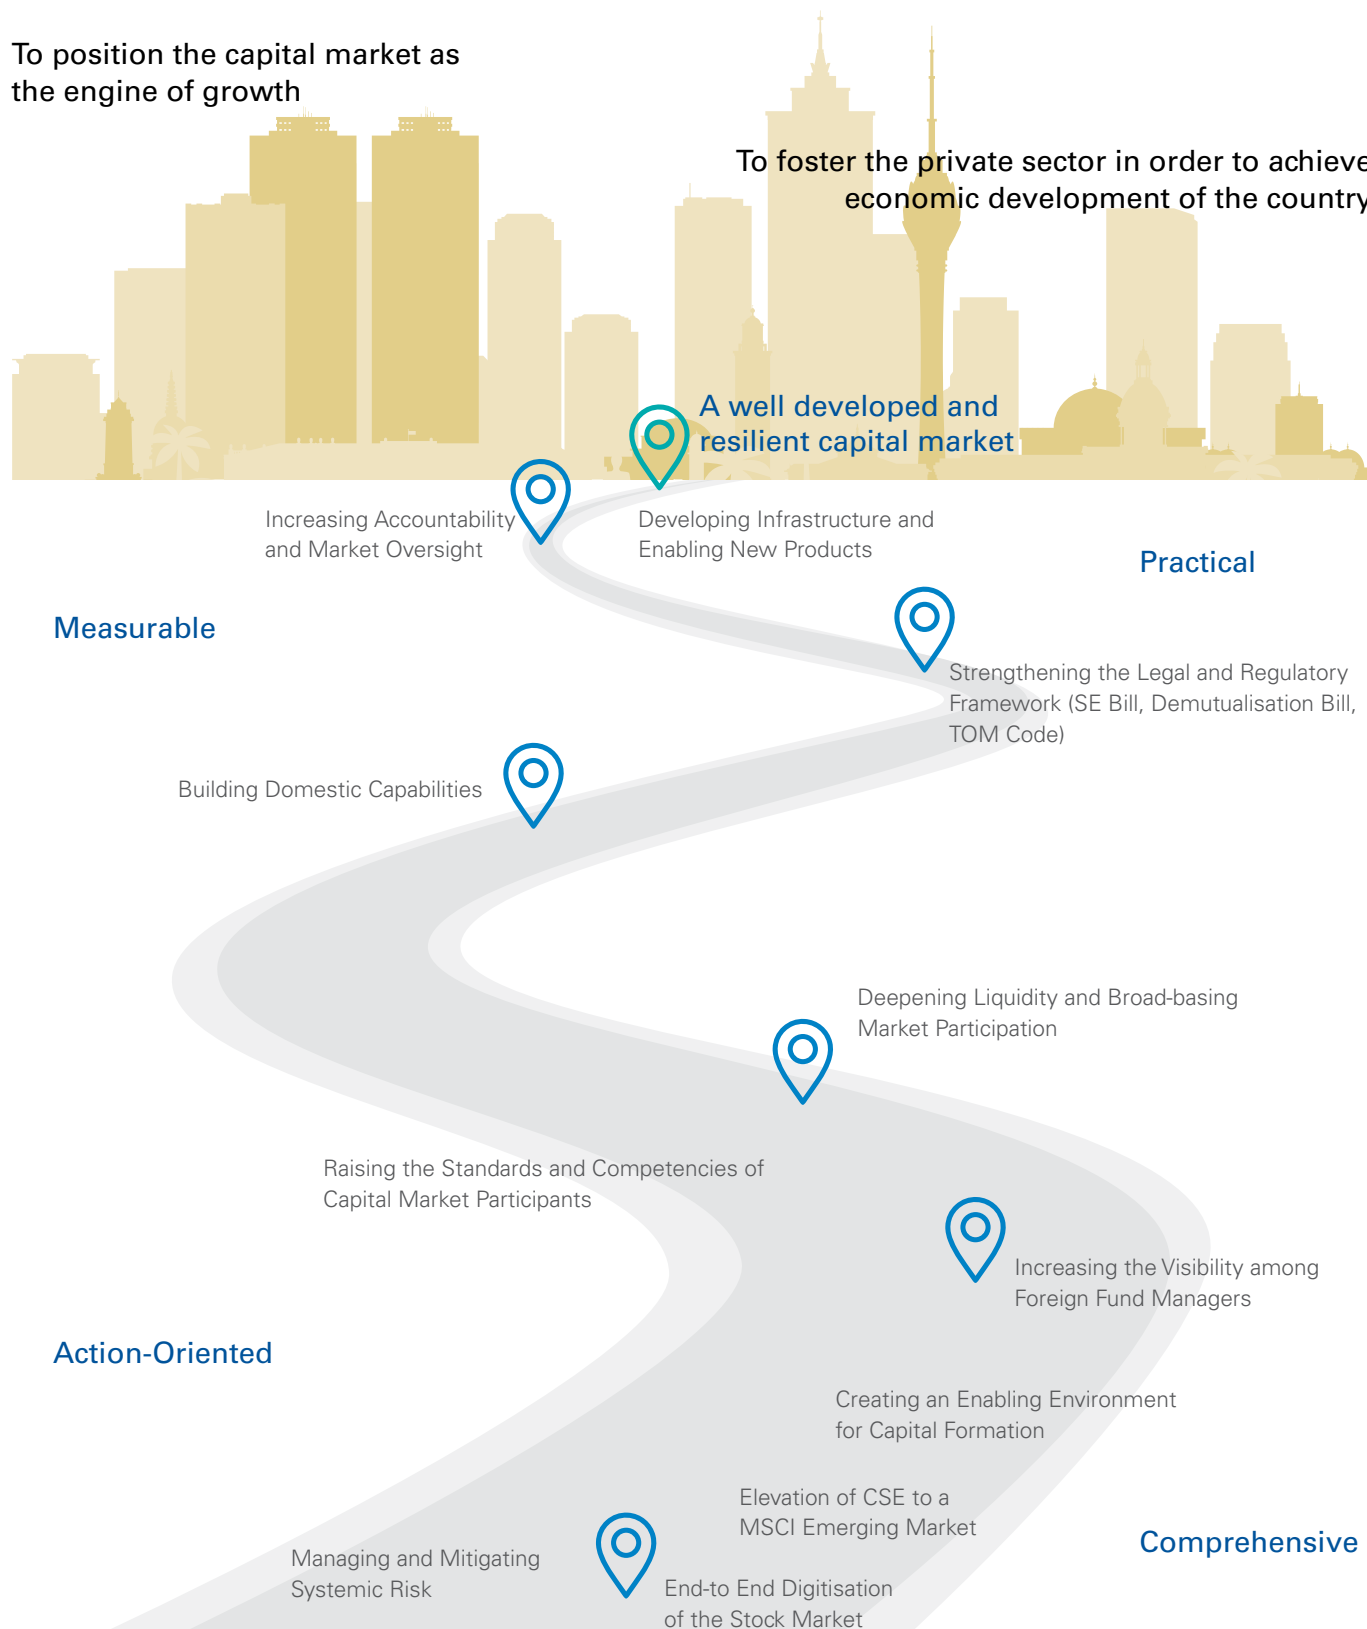 To position the capital market as
the engine of growth
To foster the private sector in order to achieve
economic development of the country
A well developed and
resilient capital market
Increasing Accountability
and Market Oversight
Developing Infrastructure and
Enabling New Products
Practical
Measurable
Strengthening the Legal and Regulatory
Framework (SE Bill, Demutualisation Bill,
TOM Code)
Building Domestic Capabilities
Deepening Liquidity and Broad-basing
Market Participation
Raising the Standards and Competencies of
Capital Market Participants
Increasing the Visibility among
Foreign Fund Managers
Action-Oriented
Creating an Enabling Environment
for Capital Formation
Elevation of CSE to a
MSCI Emerging Market
Comprehensive
Managing and Mitigating
Systemic Risk
End-to End Digitisation
of the Stock Market